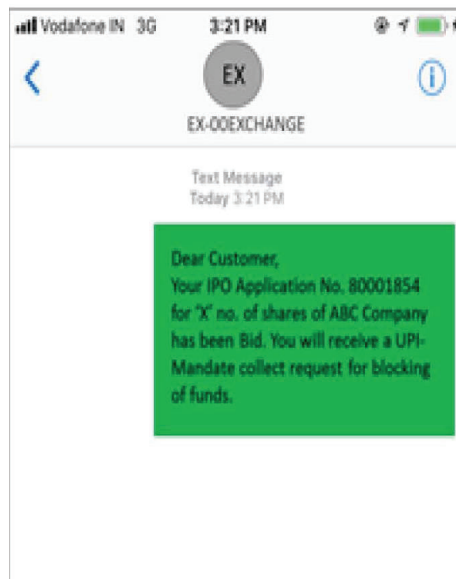 Vodafone IN 3G 3:21 PM
EX
EX-00EXCHANGE
Text Message
Today 3:21 PM
Dear Customer,
Your IPO Application No. 80001854
for "X" no. of shares of ABC Company
has been Bid. You will receive a UPI-
Mandate collect request for blocking
of funds.